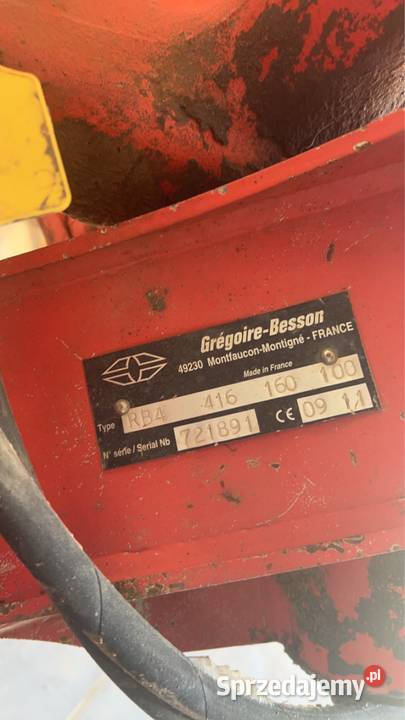 Grégoire-Besson
49230 Montfaucon-Montigné - FRANCE
Made in France
Type RB4 416 160 100
N° série / Serial Nb 721891 CE 09 11
Sprzedajemy.pl